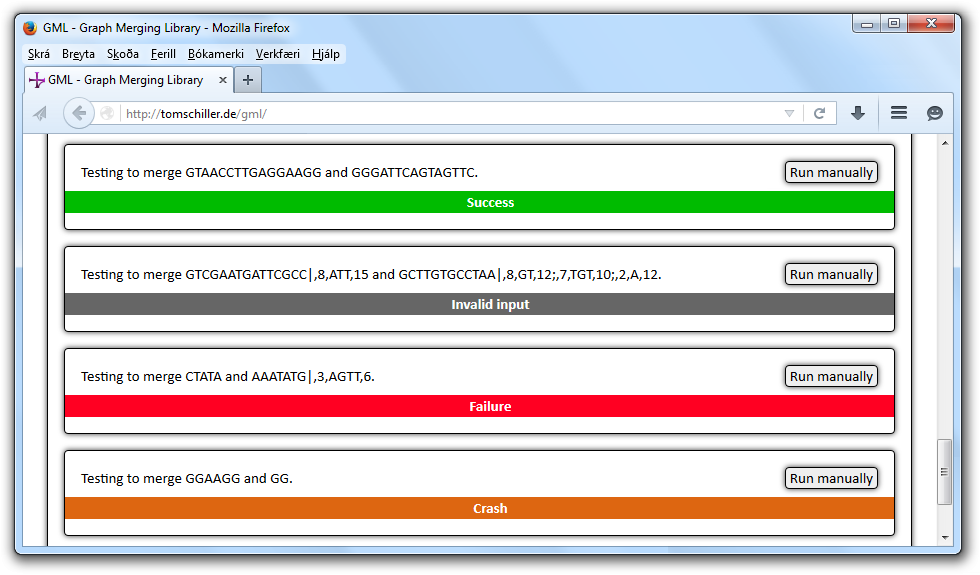 GML - Graph Merging Library - Mozilla Firefox
Skrá Breyta Skoða Ferill Bókamerki Verkfæri Hjálp
GML - Graph Merging Library
http://tomschiller.de/gml/
Testing to merge GTAACCTTGAGGAAGG and GGGATTCAGTAGTTC. Run manually
Success
Testing to merge GTCGAATGATTCGCC|,8,ATT,15 and GCTTGTGCCTAA|,8,GT,12;,7,TGT,10;,2,A,12. Run manually
Invalid input
Testing to merge CTATA and AAATATG|,3,AGTT,6. Run manually
Failure
Testing to merge GGAAGG and GG. Run manually
Crash